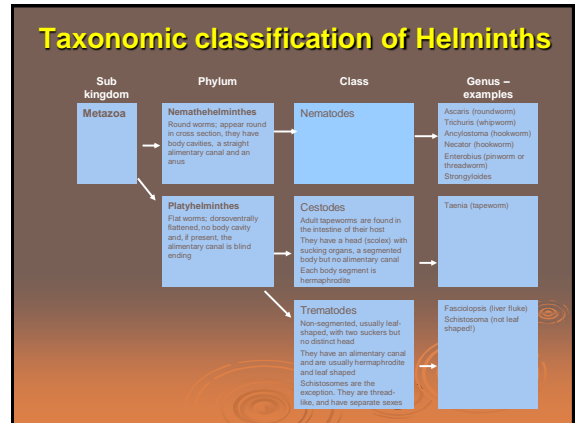 Taxonomic classification of Helminths
Sub
kingdom
Phylum
Class
Genus –
examples
Metazoa
Nemathehelminthes
Round worms; appear round
in cross section, they have
body cavities, a straight
alimentary canal and an
anus
Nematodes
Ascaris (roundworm)
Trichuris (whipworm)
Ancylostoma (hookworm)
Necator (hookworm)
Enterobius (pinworm or
threadworm)
Strongyloides
Platyhelminthes
Flat worms; dorsoventrally
flattened, no body cavity
and, if present, the
alimentary canal is blind
ending
Cestodes
Adult tapeworms are found in
the intestine of their host
They have a head (scolex) with
sucking organs, a segmented
body but no alimentary canal
Each body segment is
hermaphrodite
Taenia (tapeworm)
Trematodes
Non-segmented, usually leaf-
shaped, with two suckers but
no distinct head
They have an alimentary canal
and are usually hermaphrodite
and leaf shaped
Schistosomes are the
exception. They are thread-
like, and have separate sexes
Fasciolopsis (liver fluke)
Schistosoma (not leaf
shaped!)